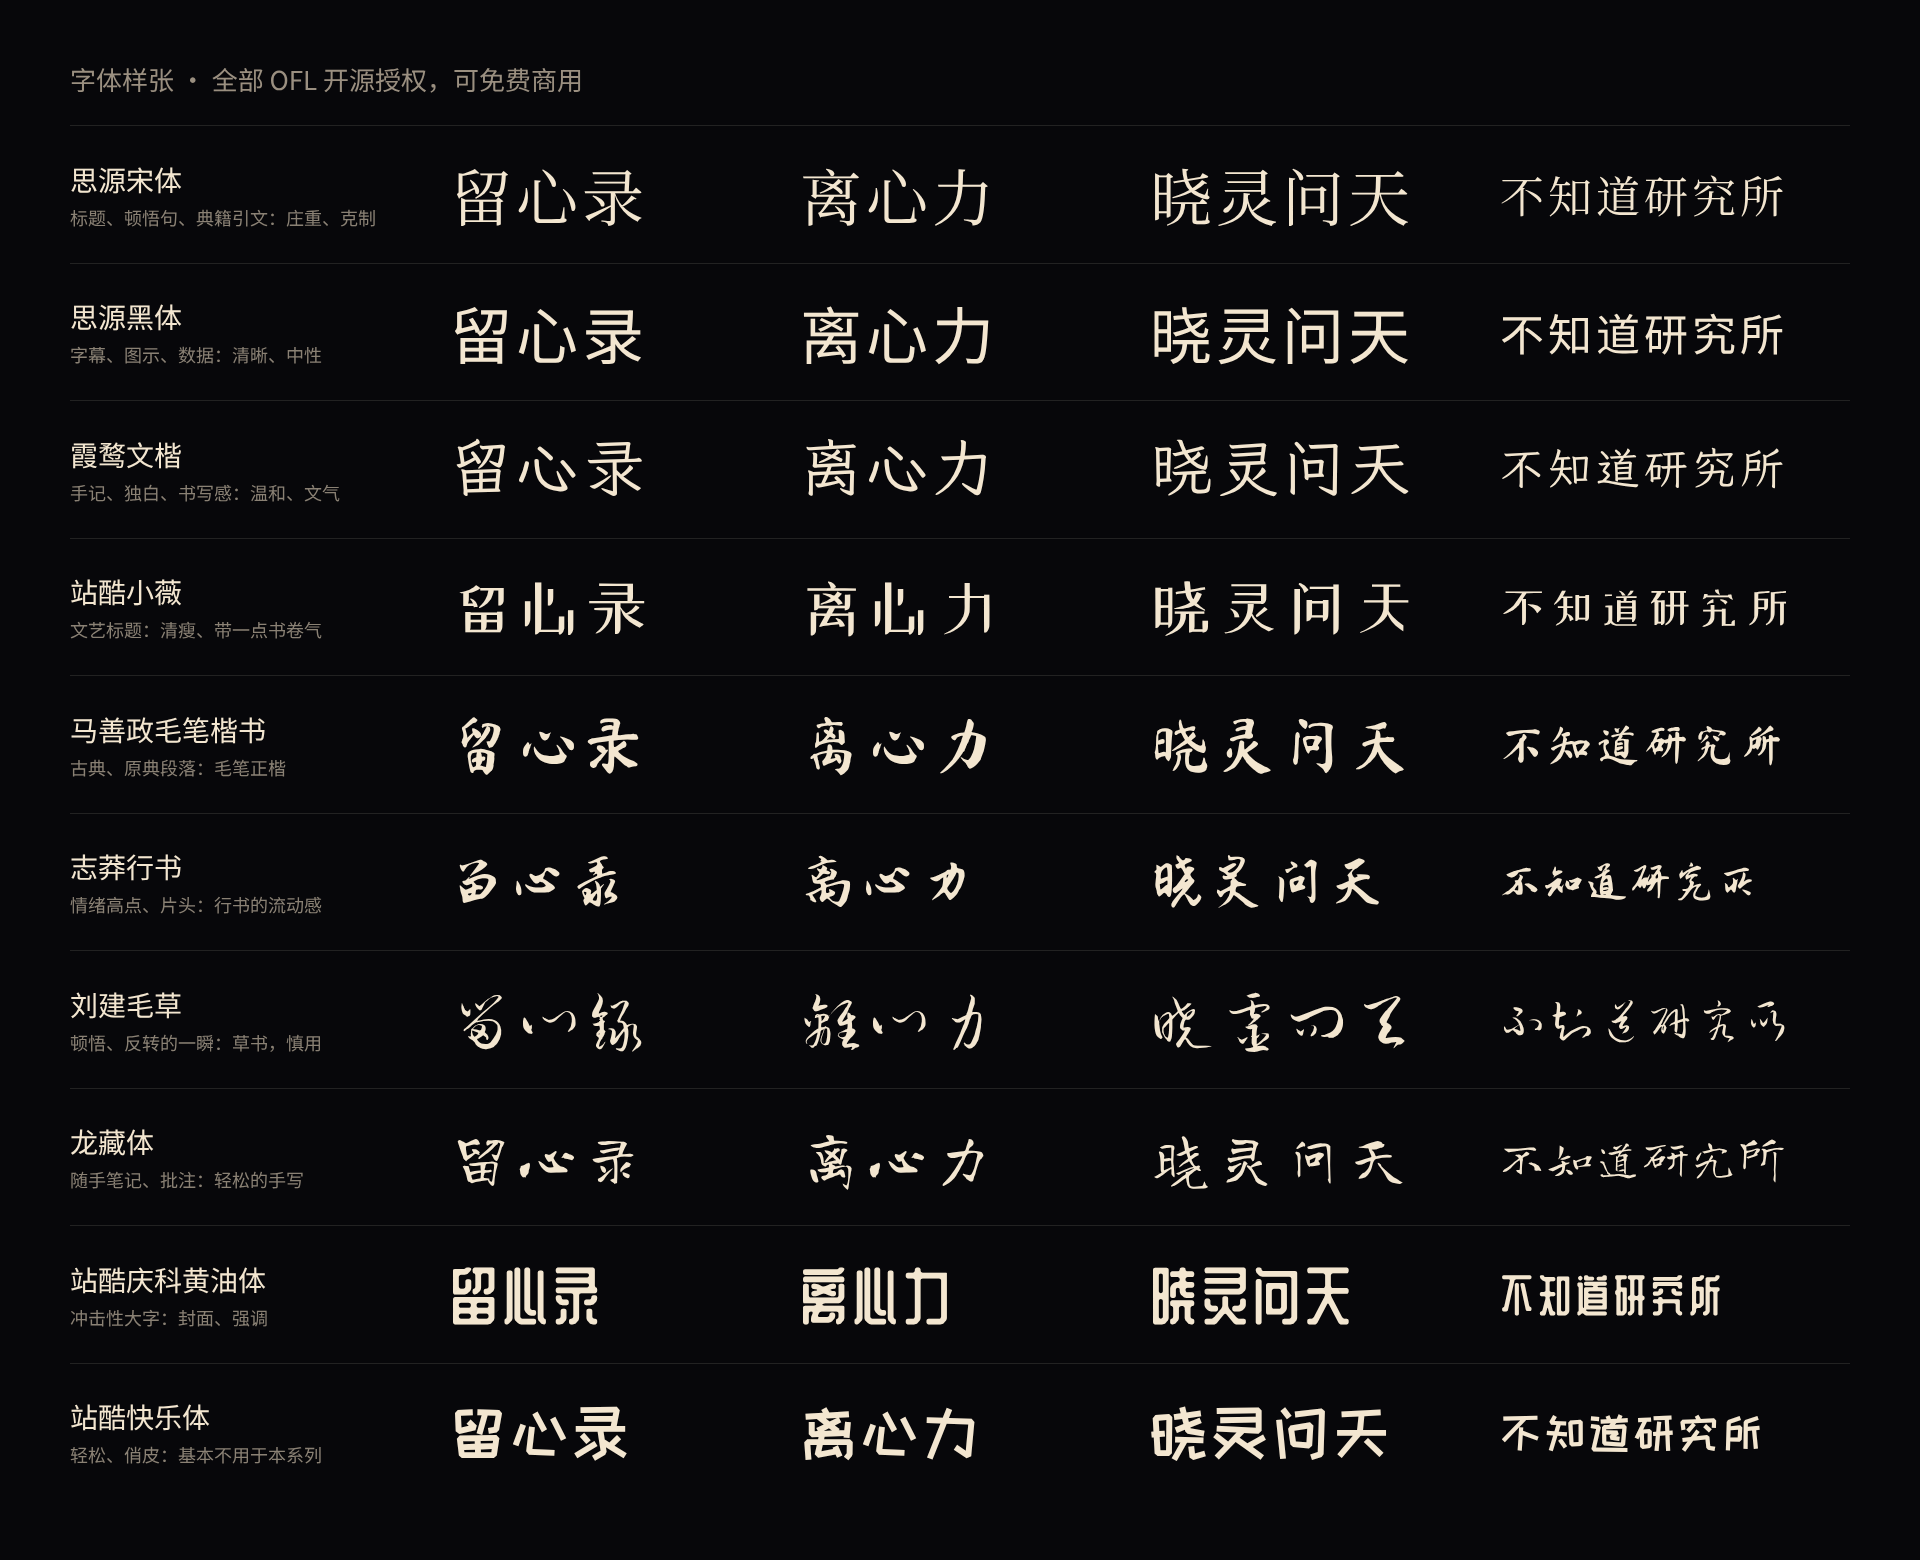 字体样张 · 全部 OFL 开源授权，可免费商用
思源宋体 留心录 离心力 晓灵问天 不知道研究所
标题、顿悟句、典籍引文：庄重、克制
思源黑体 留心录 离心力 晓灵问天 不知道研究所
字幕、图示、数据：清晰、中性
霞鹜文楷 留心录 离心力 晓灵问天 不知道研究所
手记、独白、书写感：温和、文气
站酷小薇 留心录 离心力 晓灵问天 不知道研究所
文艺标题：清瘦、带一点书卷气
马善政毛笔楷书 留心录 离心力 晓灵问天 不知道研究所
古典、原典段落：毛笔正楷
志莽行书 留心录 离心力 晓灵问天 不知道研究所
情绪高点、片头：行书的流动感
刘建毛草 留心録 離心力 晓靈问天 不知道研究所
顿悟、反转的一瞬：草书，慎用
龙藏体 留心录 离心力 晓灵问天 不知道研究所
随手笔记、批注：轻松的手写
站酷庆科黄油体 留心录 离心力 晓灵问天 不知道研究所
冲击性大字：封面、强调
站酷快乐体 留心录 离心力 晓灵问天 不知道研究所
轻松、俏皮：基本不用于本系列